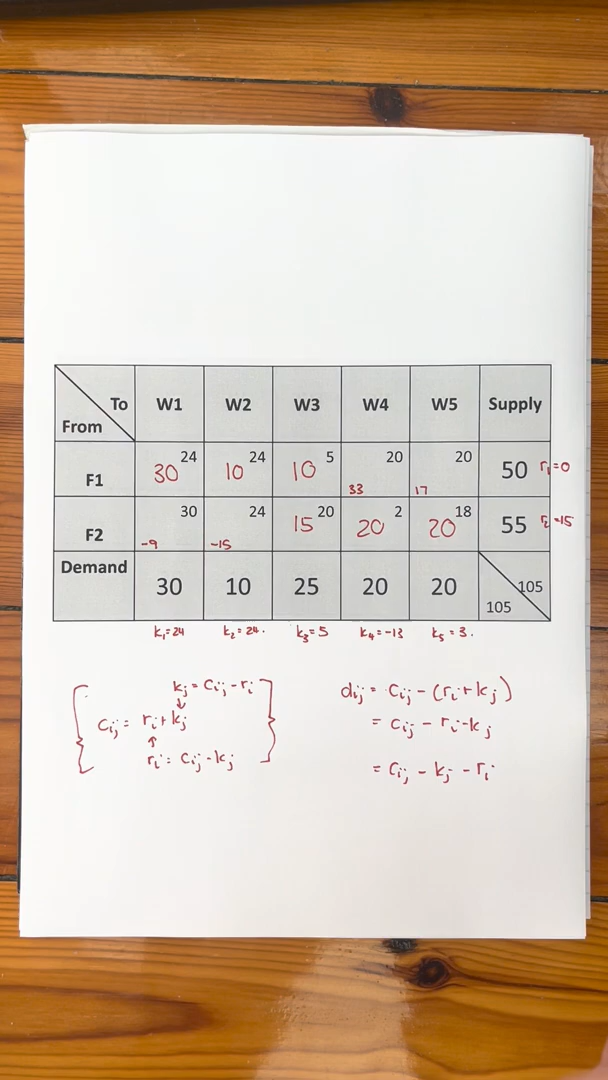 To W1 W2 W3 W4 W5 Supply
From
24 24 5 20 20
F1 30 10 10 50 r₁=0
33 17
30 24 20 2 18
F2 15 20 20 55 r₂=15
-9 -15
Demand
30 10 25 20 20 105
105
k₁=24 k₂=24. k₃=5 k₄=-13 k₅=3.
kⱼ = cᵢⱼ - rᵢ
↓
cᵢⱼ = rᵢ + kⱼ
↑
rᵢ = cᵢⱼ - kⱼ
dᵢⱼ = cᵢⱼ - (rᵢ + kⱼ)
= cᵢⱼ - rᵢ - kⱼ
= cᵢⱼ - kⱼ - rᵢ